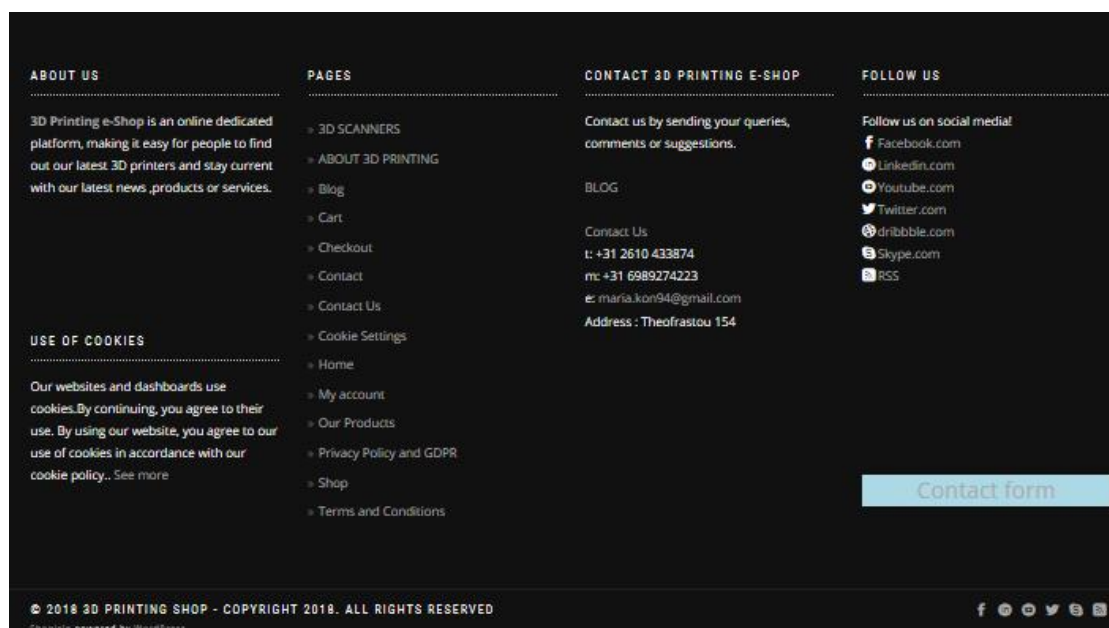 ABOUT US
3D Printing e-Shop is an online dedicated
platform, making it easy for people to find
out our latest 3D printers and stay current
with our latest news ,products or services.
USE OF COOKIES
Our websites and dashboards use
cookies.By continuing, you agree to their
use. By using our website, you agree to our
use of cookies in accordance with our
cookie policy.. See more
PAGES
» 3D SCANNERS
» ABOUT 3D PRINTING
» Blog
» Cart
» Checkout
» Contact
» Contact Us
» Cookie Settings
» Home
» My account
» Our Products
» Privacy Policy and GDPR
» Shop
» Terms and Conditions
CONTACT 3D PRINTING E-SHOP
Contact us by sending your queries,
comments or suggestions.
BLOG
Contact Us
t: +31 2610 433874
m: +31 6989274223
e: maria.kon94@gmail.com
Address : Theofrastou 154
FOLLOW US
Follow us on social media!
Facebook.com
Linkedin.com
Youtube.com
Twitter.com
dribbble.com
Skype.com
RSS
Contact form
© 2018 3D PRINTING SHOP - COPYRIGHT 2018. ALL RIGHTS RESERVED
powered by WordPress